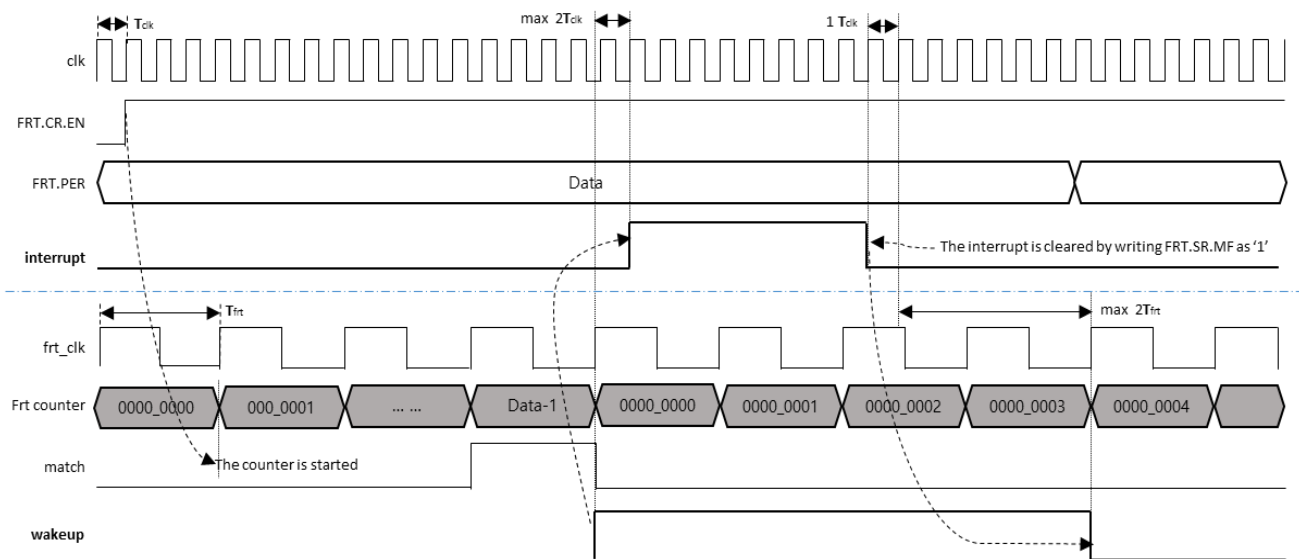 Tclk
max 2Tclk
1 Tclk
clk
FRT.CR.EN
FRT.PER
Data
interrupt
The interrupt is cleared by writing FRT.SR.MF as ‘1’
Tfrt
max 2Tfrt
frt_clk
Frt counter
0000_0000
000_0001
... ...
Data-1
0000_0000
0000_0001
0000_0002
0000_0003
0000_0004
match
The counter is started
wakeup